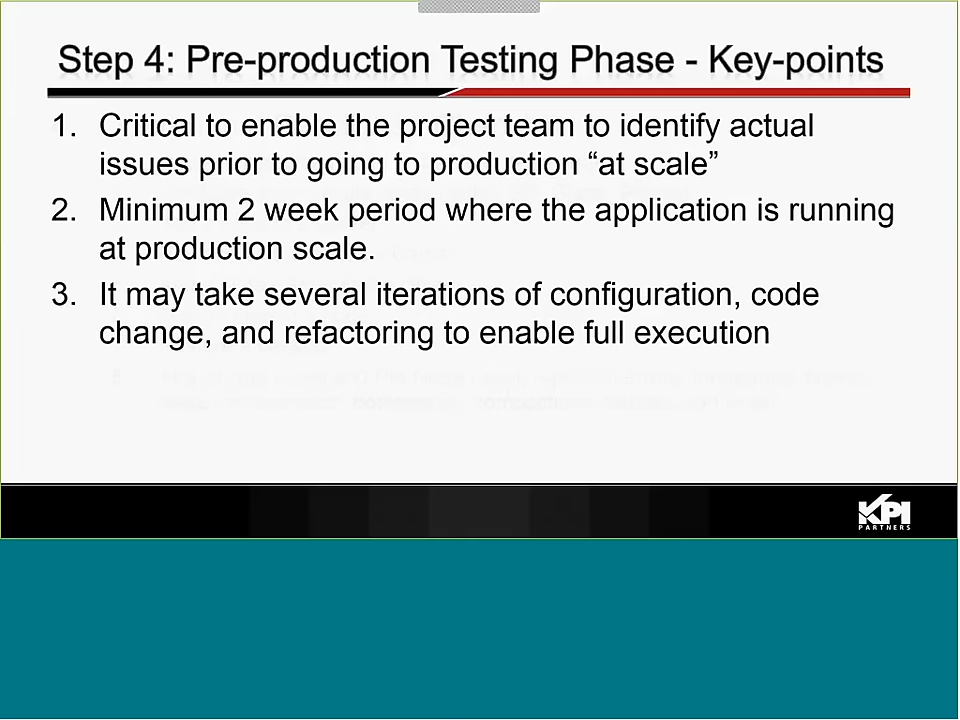 Step 4: Pre-production Testing Phase - Key-points
1. Critical to enable the project team to identify actual
issues prior to going to production “at scale”
2. Minimum 2 week period where the application is running
at production scale.
3. It may take several iterations of configuration, code
change, and refactoring to enable full execution
KPI
PARTNERS